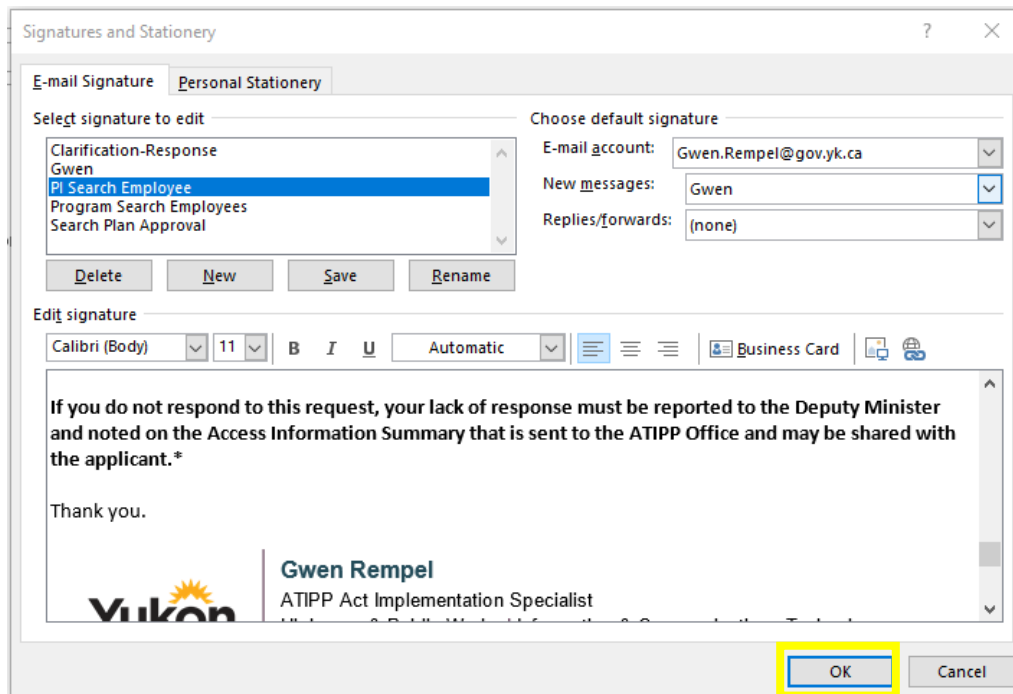 Signatures and Stationery ?
E-mail Signature Personal Stationery
Select signature to edit
Clarification-Response
Gwen
PI Search Employee
Program Search Employees
Search Plan Approval
Delete New Save Rename
Choose default signature
E-mail account: Gwen.Rempel@gov.yk.ca
New messages: Gwen
Replies/forwards: (none)
Edit signature
Calibri (Body) 11 B I U Automatic Business Card
If you do not respond to this request, your lack of response must be reported to the Deputy Minister
and noted on the Access Information Summary that is sent to the ATIPP Office and may be shared with
the applicant.*
Thank you.
Yukon
Gwen Rempel
ATIPP Act Implementation Specialist
OK Cancel